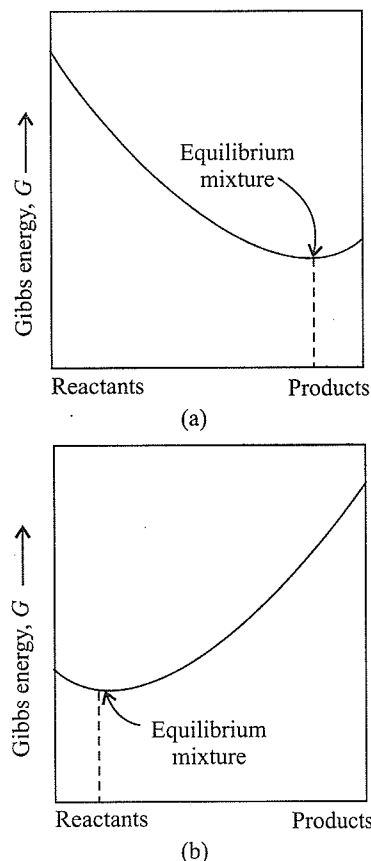 Gibbs energy, G
Equilibrium
mixture
Reactants Products
(a)
Gibbs energy, G
Equilibrium
mixture
Reactants Products
(b)